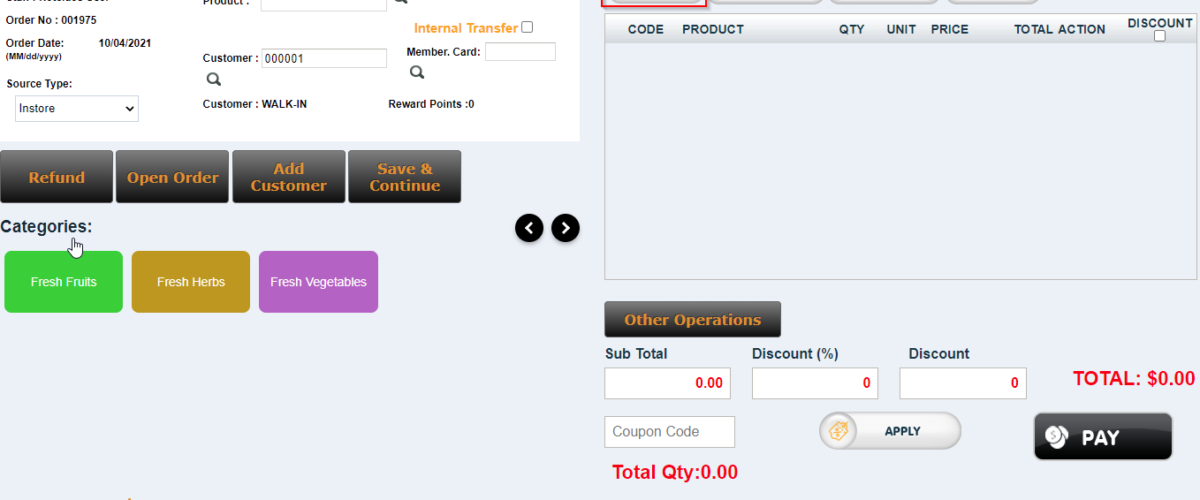 Product :
Order No : 001975
Internal Transfer
Order Date: 10/04/2021
(MM/dd/yyyy)
Customer : 000001
Member. Card:
Source Type:
Instore
Customer : WALK-IN
Reward Points :0
Refund
Open Order
Add
Customer
Save &
Continue
Categories:
Fresh Fruits
Fresh Herbs
Fresh Vegetables
CODE PRODUCT QTY UNIT PRICE TOTAL ACTION DISCOUNT
Other Operations
Sub Total Discount (%) Discount
0.00 0 0 TOTAL: $0.00
Coupon Code
APPLY
PAY
Total Qty:0.00